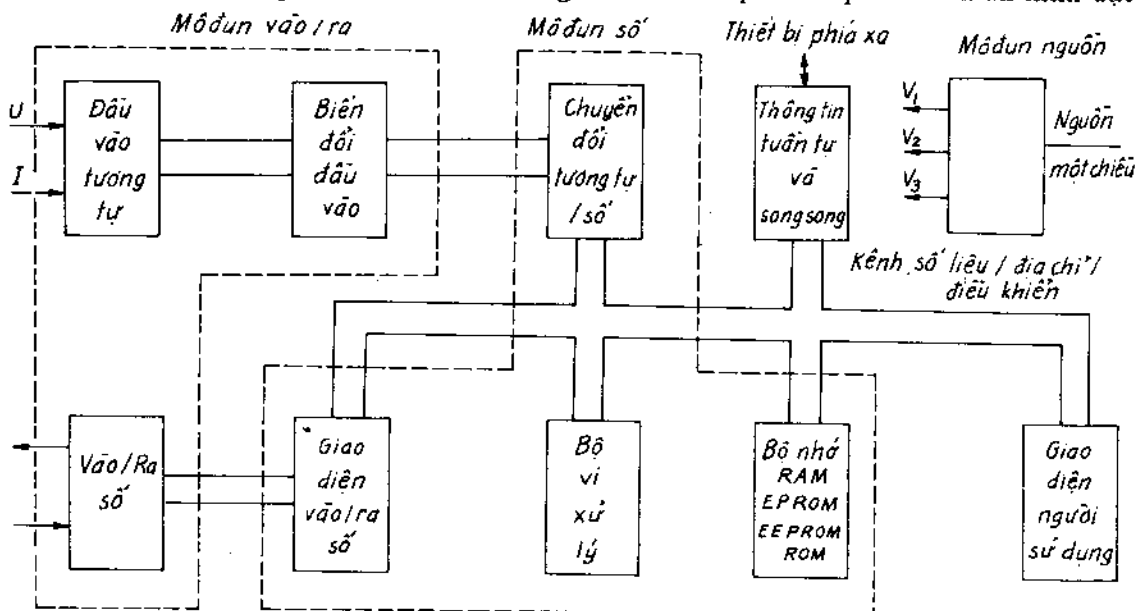 Môđun vào/ra
Môđun số
Thiết bị phía xa
Môđun nguồn
U
I
Đầu
vào
tương
tự
Biến
đổi
đầu
vào
Chuyển
đổi
tương tự
/ số
Thông tin
tuần tự
và
song song
V1
V2
V3
Nguồn
một chiều
Kênh số liệu / địa chỉ /
điều khiển
Vào/Ra
số
Giao
diện
vào/ra
số
Bộ
vi
xử
lý
Bộ nhớ
RAM
EPROM
EEPROM
ROM
Giao
diện
người
sử dụng